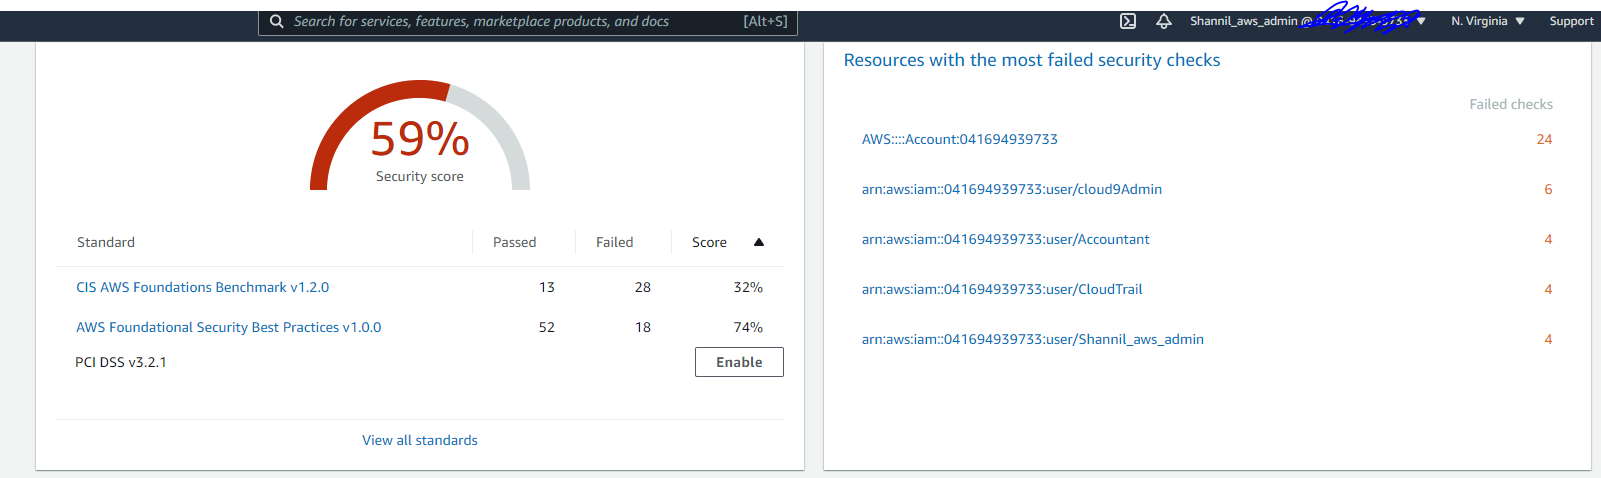 Search for services, features, marketplace products, and docs [Alt+S] Shannil_aws_admin @ N. Virginia Support
59%
Security score
Standard Passed Failed Score
CIS AWS Foundations Benchmark v1.2.0 13 28 32%
AWS Foundational Security Best Practices v1.0.0 52 18 74%
PCI DSS v3.2.1 Enable
View all standards
Resources with the most failed security checks
Failed checks
AWS::::Account:041694939733 24
arn:aws:iam::041694939733:user/cloud9Admin 6
arn:aws:iam::041694939733:user/Accountant 4
arn:aws:iam::041694939733:user/CloudTrail 4
arn:aws:iam::041694939733:user/Shannil_aws_admin 4